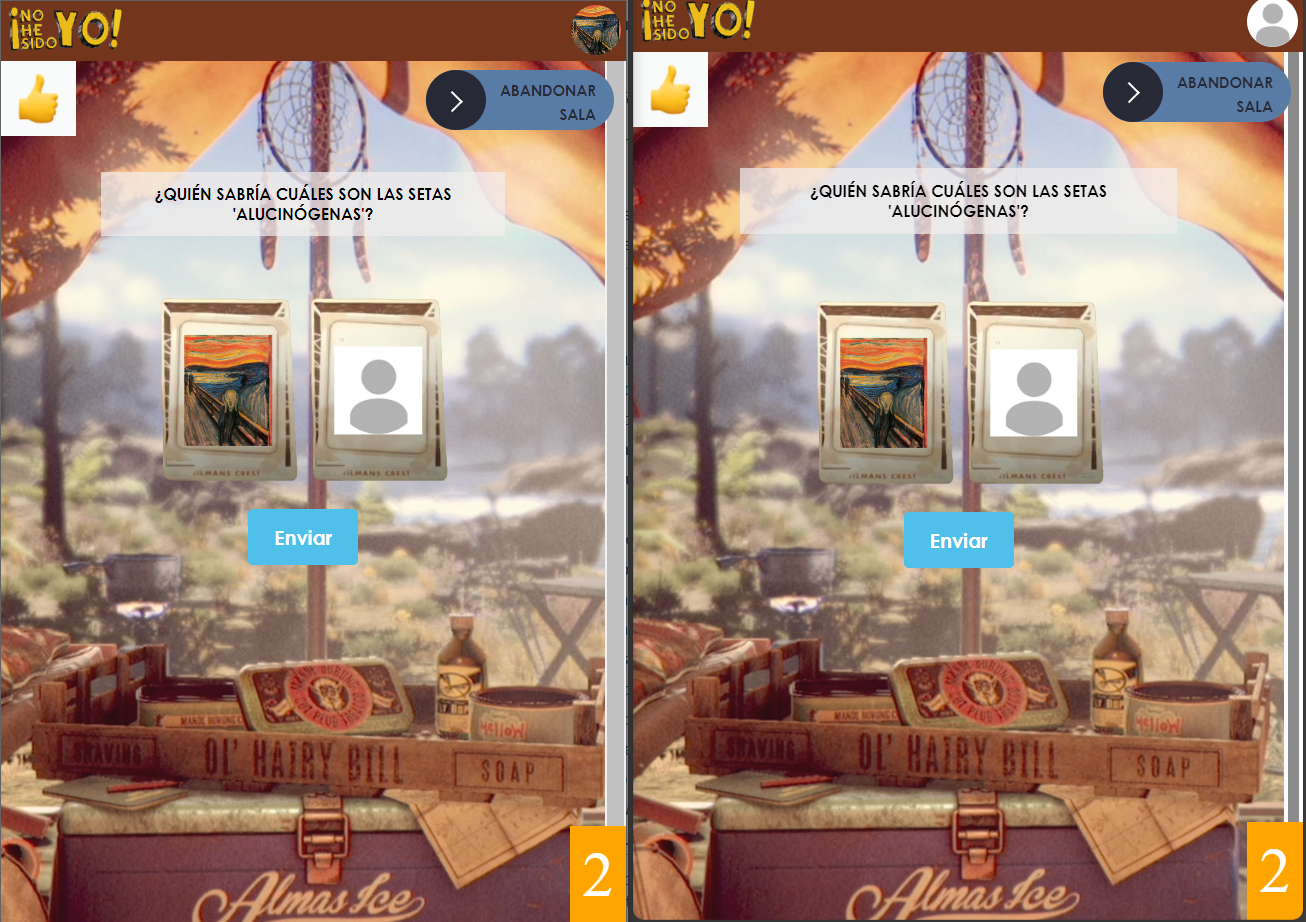 ¡NO
HE
SIDO
YO!
ABANDONAR
SALA
¿QUIÉN SABRÍA CUÁLES SON LAS SETAS
'ALUCINÓGENAS'?
Enviar
SHAVING
OL' HAIRY BILL
SOAP
Almas Ice
2
¡NO
HE
SIDO
YO!
ABANDONAR
SALA
¿QUIÉN SABRÍA CUÁLES SON LAS SETAS
'ALUCINÓGENAS'?
Enviar
SHAVING
OL' HAIRY BILL
SOAP
Almas Ice
2